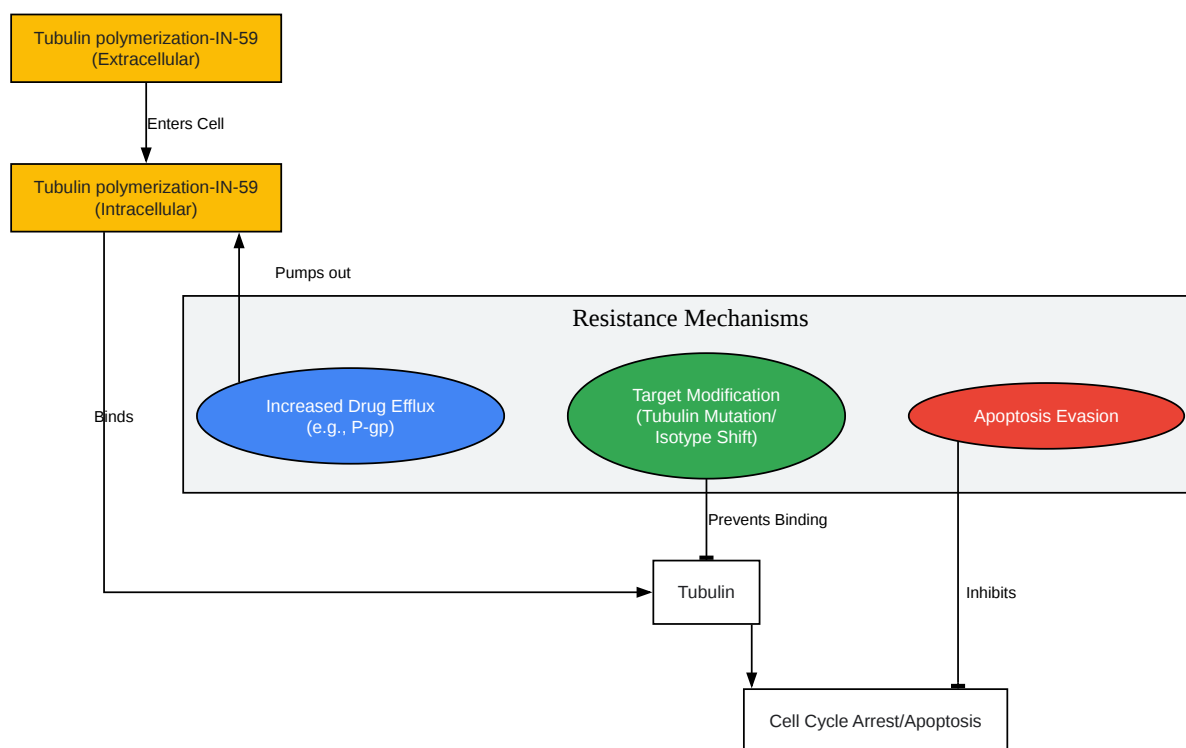 Tubulin polymerization-IN-59
(Extracellular)
Enters Cell
Tubulin polymerization-IN-59
(Intracellular)
Pumps out
Resistance Mechanisms
Binds
Increased Drug Efflux
(e.g., P-gp)
Target Modification
(Tubulin Mutation/
Isotype Shift)
Apoptosis Evasion
Prevents Binding
Tubulin
Inhibits
Cell Cycle Arrest/Apoptosis